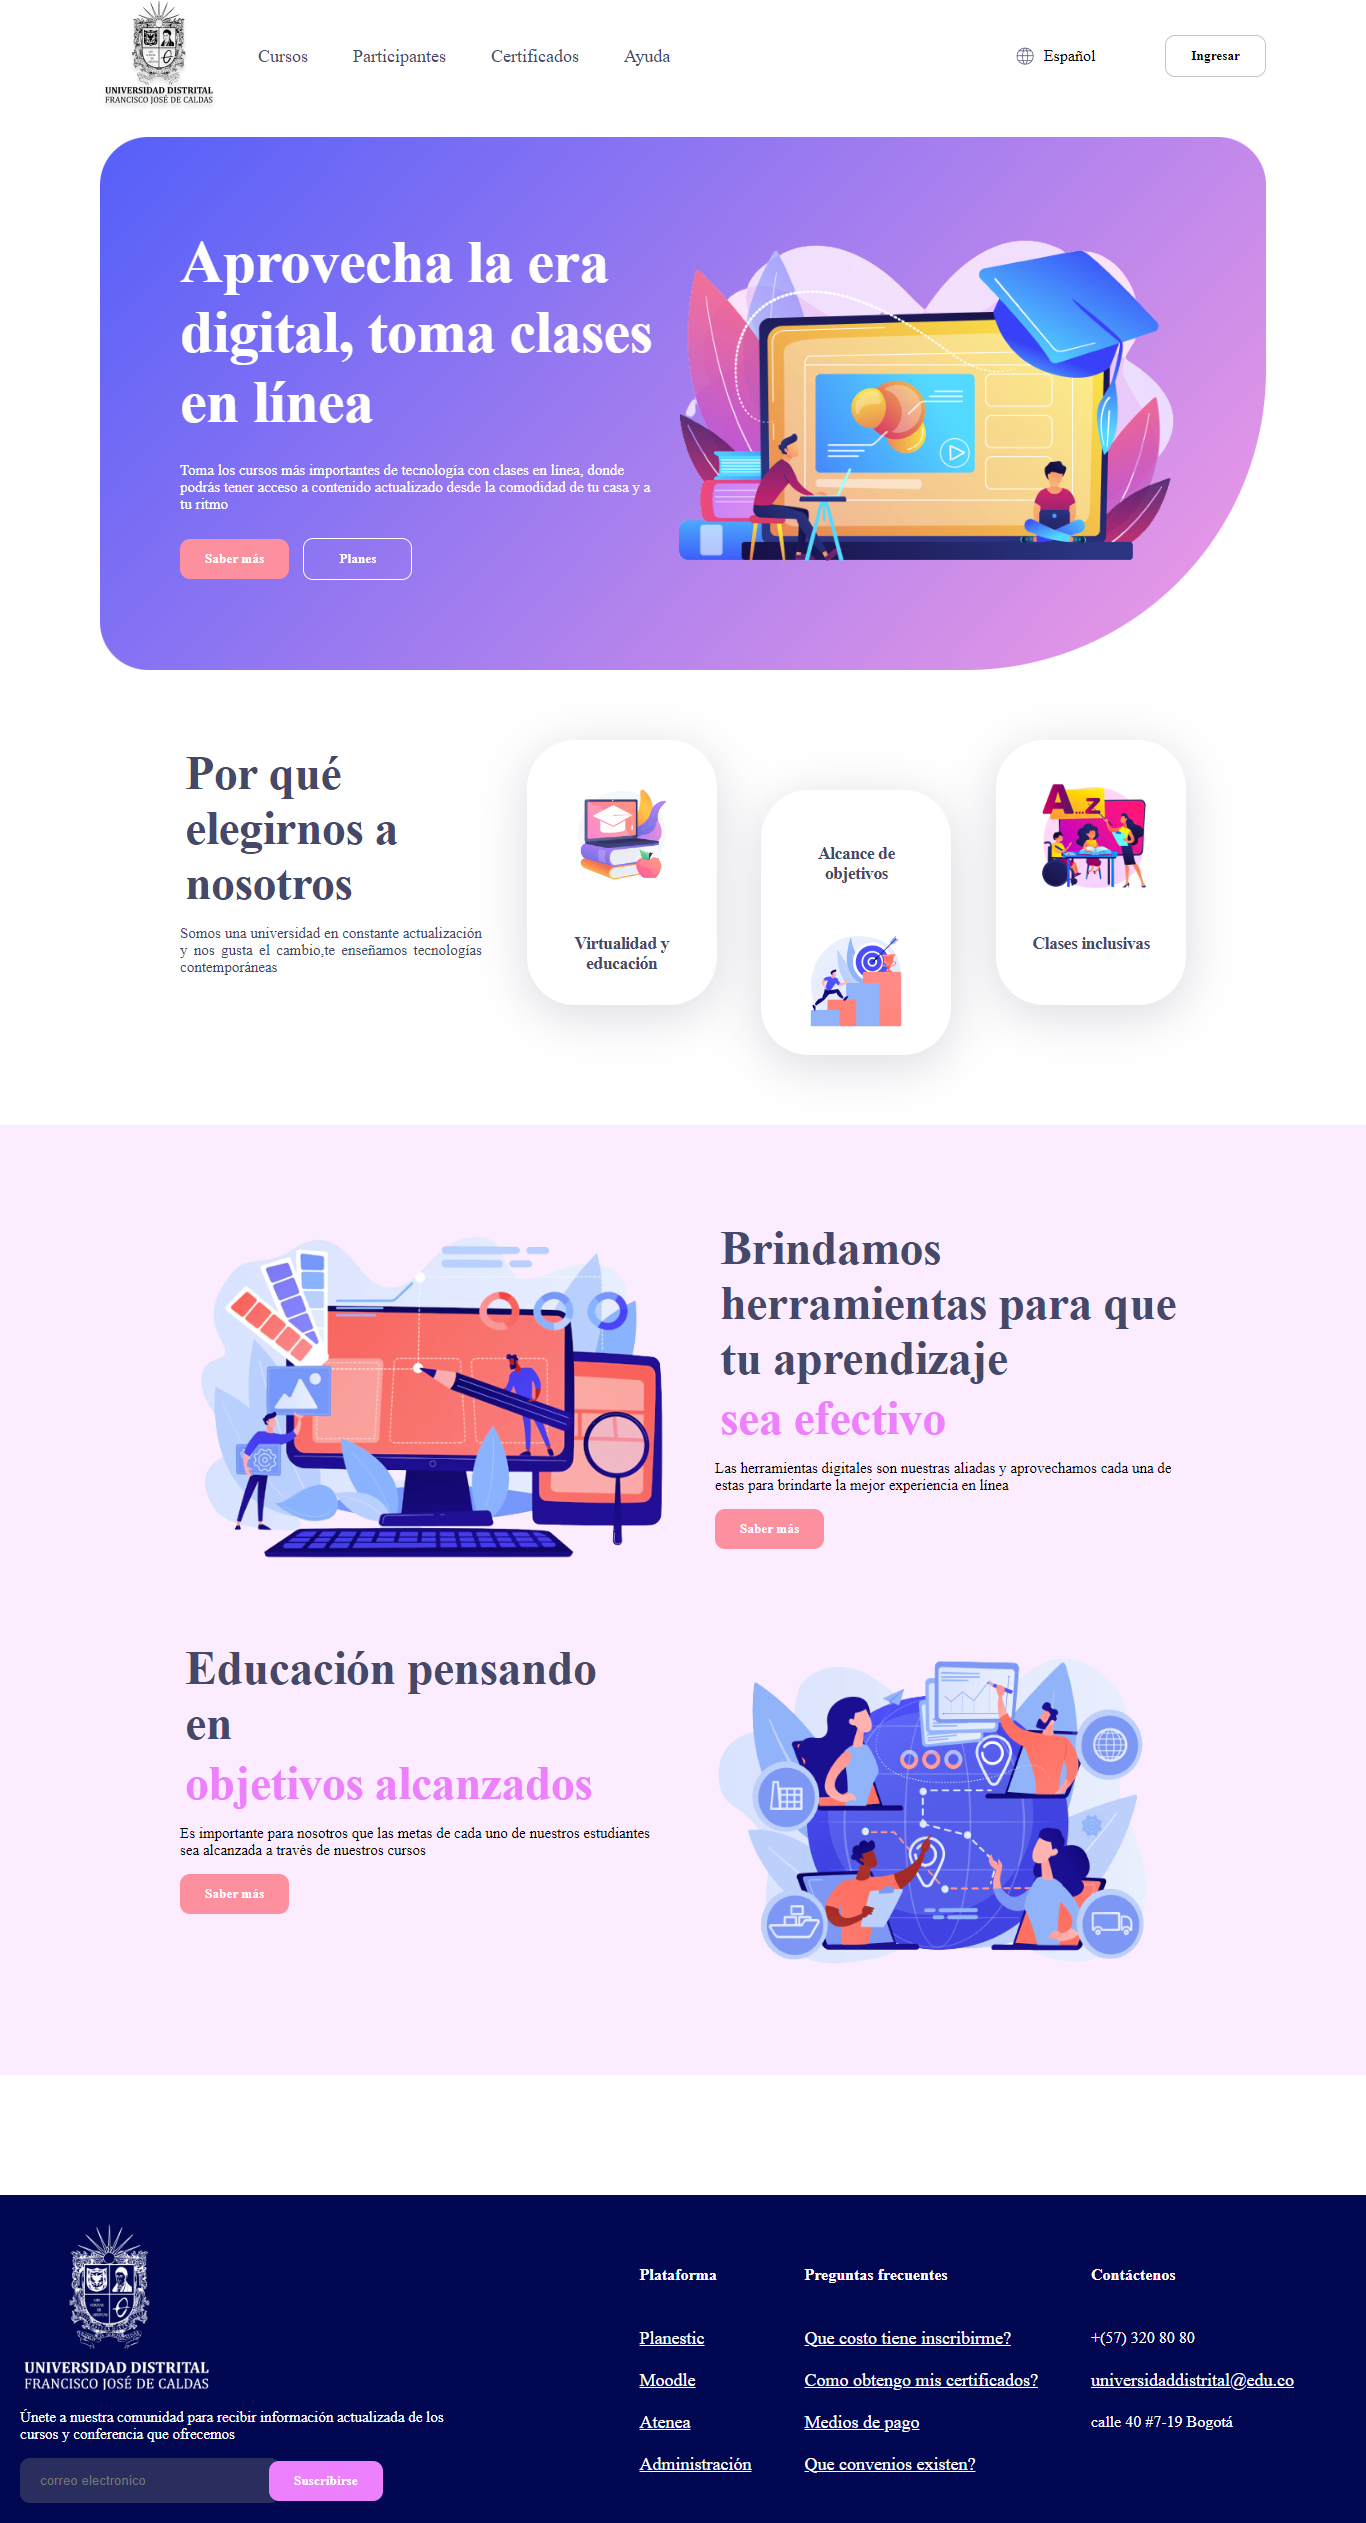 UNIVERSIDAD DISTRITAL
FRANCISCO JOSÉ DE CALDAS
Cursos
Participantes
Certificados
Ayuda
Español
Ingresar
Aprovecha la era
digital, toma clases
en línea
Toma los cursos más importantes de tecnología con clases en línea, donde
podrás tener acceso a contenido actualizado desde la comodidad de tu casa y a
tu ritmo
Saber más
Planes
Por qué
elegirnos a
nosotros
Somos una universidad en constante actualización
y nos gusta el cambio,te enseñamos tecnologías
contemporáneas
Virtualidad y
educación
Alcance de
objetivos
A...z
Clases inclusivas
Brindamos
herramientas para que
tu aprendizaje
sea efectivo
Las herramientas digitales son nuestras aliadas y aprovechamos cada una de
estas para brindarte la mejor experiencia en línea
Saber más
Educación pensando
en
objetivos alcanzados
Es importante para nosotros que las metas de cada uno de nuestros estudiantes
sea alcanzada a través de nuestros cursos
Saber más
UNIVERSIDAD DISTRITAL
FRANCISCO JOSÉ DE CALDAS
Únete a nuestra comunidad para recibir información actualizada de los
cursos y conferencia que ofrecemos
correo electronico
Suscribirse
Plataforma
Planestic
Moodle
Atenea
Administración
Preguntas frecuentes
Que costo tiene inscribirme?
Como obtengo mis certificados?
Medios de pago
Que convenios existen?
Contáctenos
+(57) 320 80 80
universidaddistrital@edu.co
calle 40 #7-19 Bogotá